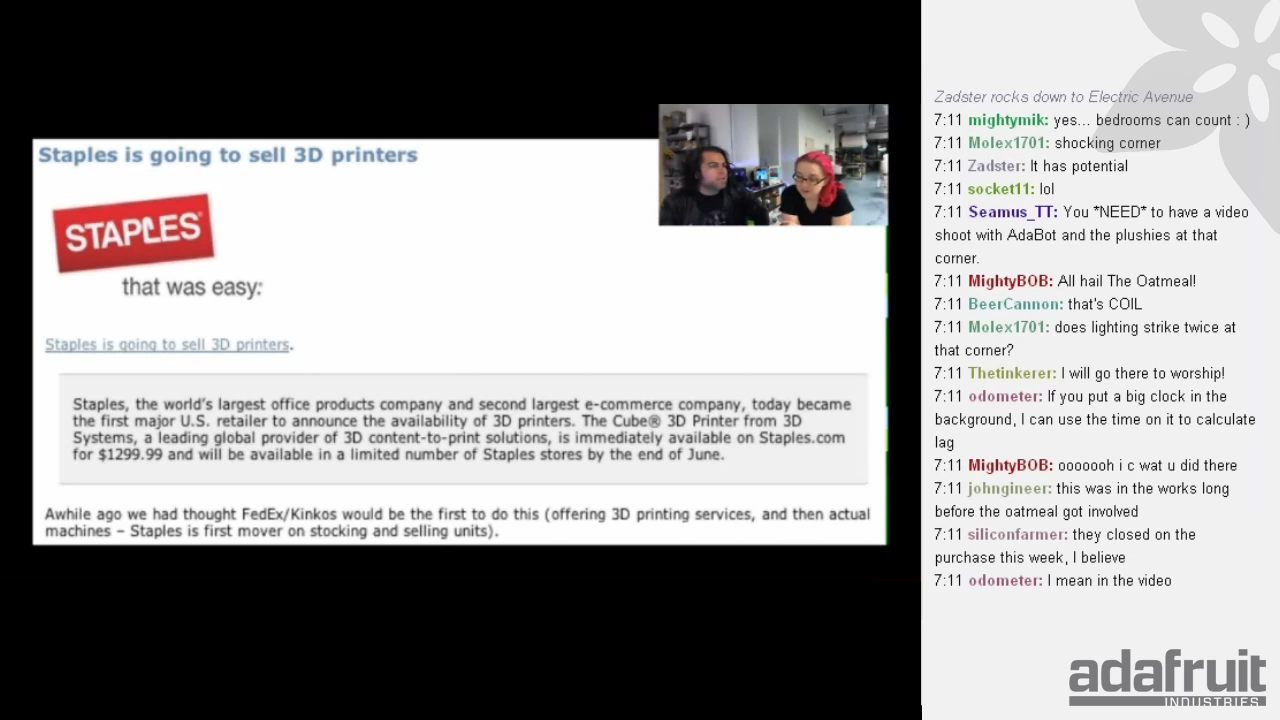 Staples is going to sell 3D printers
STAPLES
that was easy:
Staples is going to sell 3D printers.
Staples, the world's largest office products company and second largest e-commerce company, today became
the first major U.S. retailer to announce the availability of 3D printers. The Cube® 3D Printer from 3D
Systems, a leading global provider of 3D content-to-print solutions, is immediately available on Staples.com
for $1299.99 and will be available in a limited number of Staples stores by the end of June.
Awhile ago we had thought FedEx/Kinkos would be the first to do this (offering 3D printing services, and then actual
machines – Staples is first mover on stocking and selling units).
Zadster rocks down to Electric Avenue
7:11 mightymik: yes... bedrooms can count : )
7:11 Molex1701: shocking corner
7:11 Zadster: It has potential
7:11 socket11: lol
7:11 Seamus_TT: You *NEED* to have a video
shoot with AdaBot and the plushies at that
corner.
7:11 MightyBOB: All hail The Oatmeal!
7:11 BeerCannon: that's COIL
7:11 Molex1701: does lighting strike twice at
that corner?
7:11 Thetinkerer: I will go there to worship!
7:11 odometer: If you put a big clock in the
background, I can use the time on it to calculate
lag
7:11 MightyBOB: ooooooh i c wat u did there
7:11 johngineer: this was in the works long
before the oatmeal got involved
7:11 siliconfarmer: they closed on the
purchase this week, I believe
7:11 odometer: I mean in the video
adafruit
INDUSTRIES